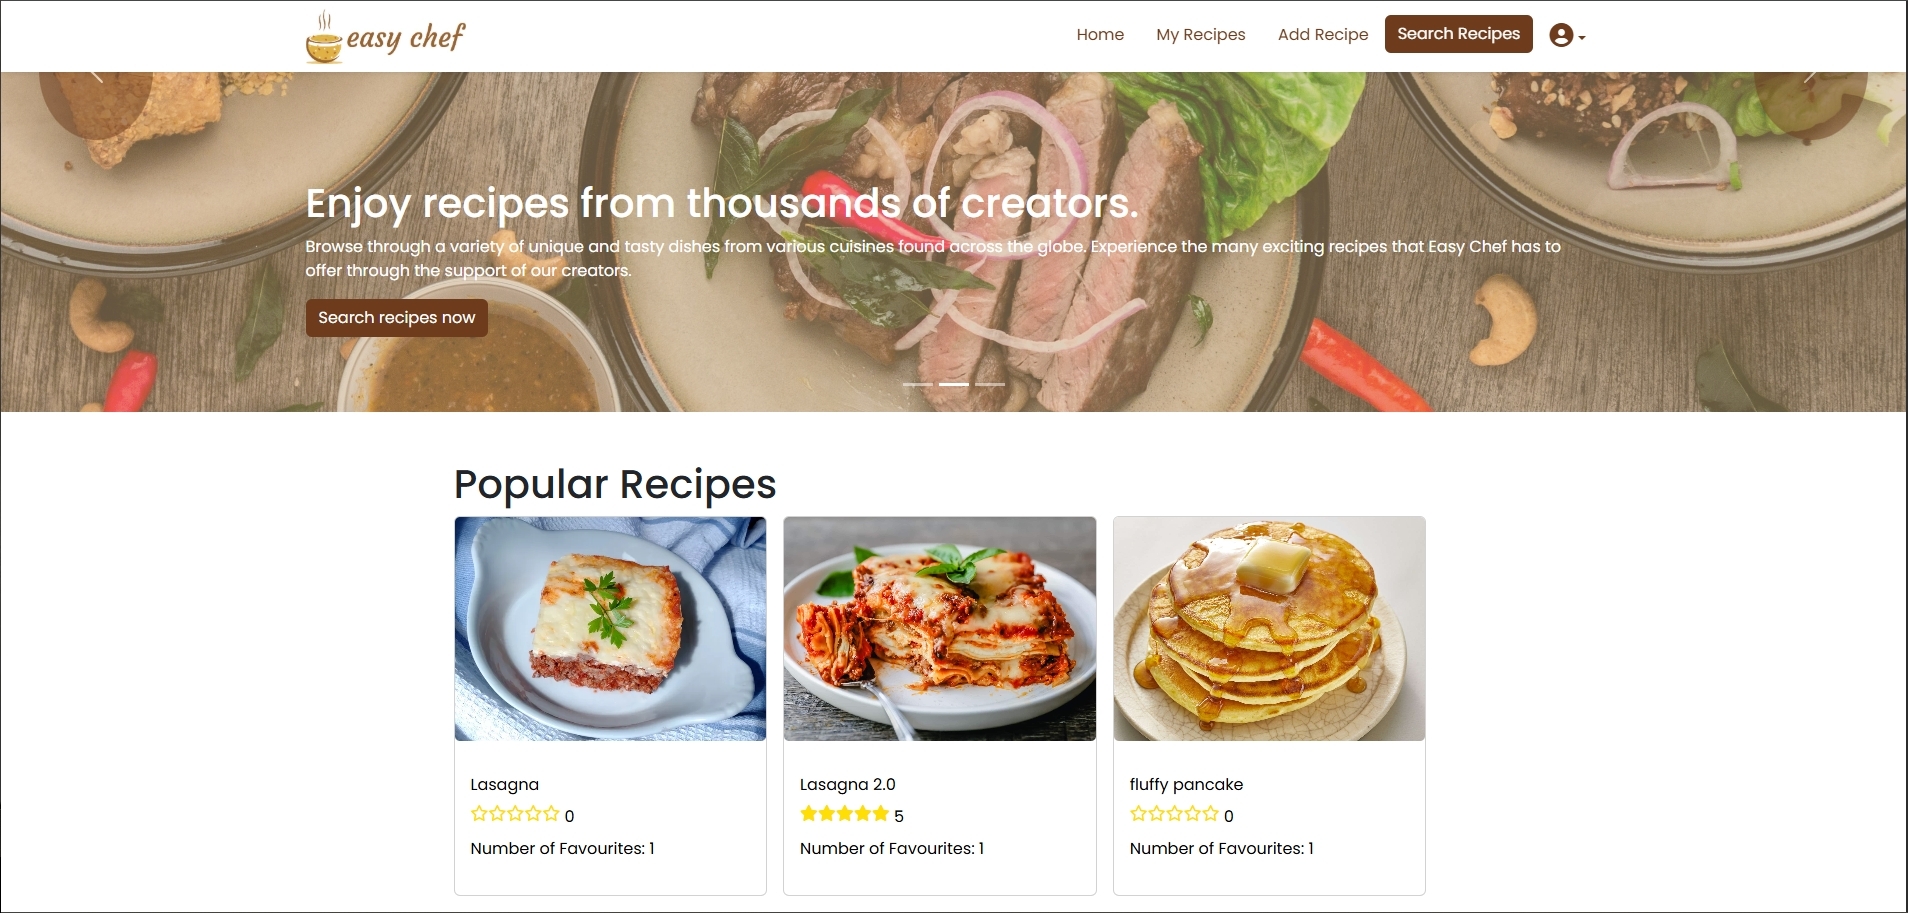 easy chef
Home
My Recipes
Add Recipe
Search Recipes
Enjoy recipes from thousands of creators.
Browse through a variety of unique and tasty dishes from various cuisines found across the globe. Experience the many exciting recipes that Easy Chef has to
offer through the support of our creators.
Search recipes now
Popular Recipes
Lasagna
0
Number of Favourites: 1
Lasagna 2.0
5
Number of Favourites: 1
fluffy pancake
0
Number of Favourites: 1